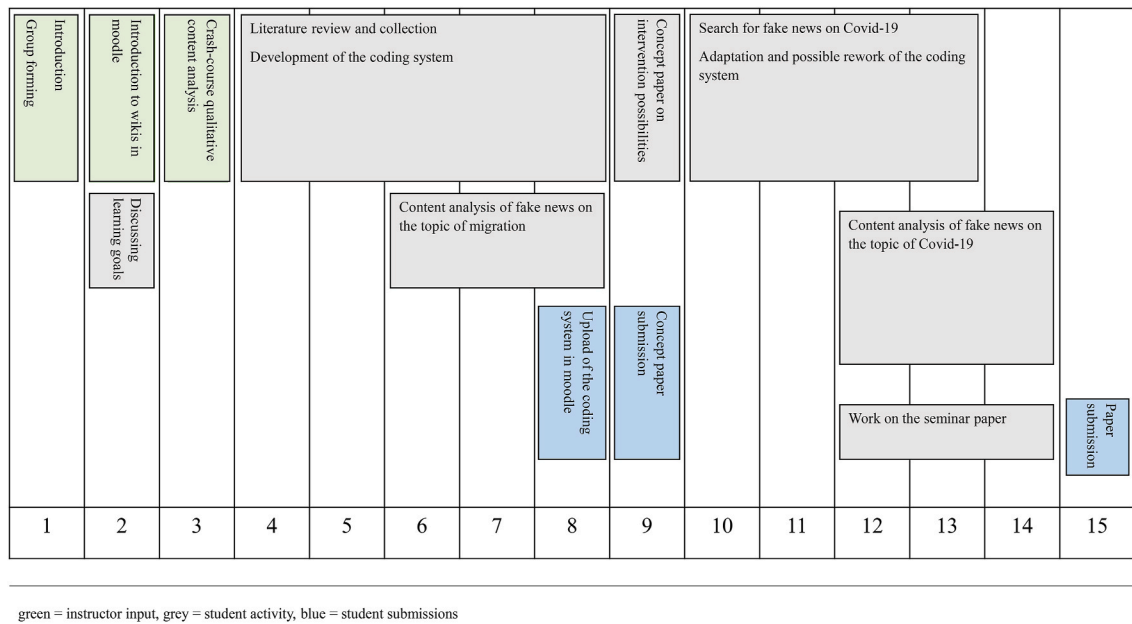 Introduction
Group forming
Introduction to wikis in
moodle
Crash-course qualitative
content analysis
Literature review and collection
Development of the coding system
Concept paper on
intervention possibilities
Search for fake news on Covid-19
Adaptation and possible rework of the coding
system
Discussing
learning goals
Content analysis of fake news on
the topic of migration
Content analysis of fake news on
the topic of Covid-19
Upload of the coding
system in moodle
Concept paper
submission
Work on the seminar paper
Paper
submission
1 2 3 4 5 6 7 8 9 10 11 12 13 14 15
green = instructor input, grey = student activity, blue = student submissions